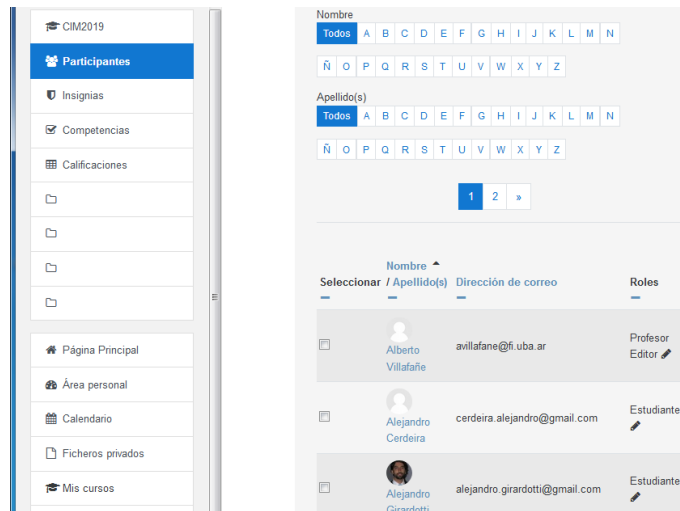 CIM2019
Participantes
Insignias
Competencias
Calificaciones
Página Principal
Área personal
Calendario
Ficheros privados
Mis cursos
Nombre
Todos A B C D E F G H I J K L M N
Ñ O P Q R S T U V W X Y Z
Apellido(s)
Todos A B C D E F G H I J K L M N
Ñ O P Q R S T U V W X Y Z
1 2 »
Nombre
Seleccionar / Apellido(s) Dirección de correo Roles
Alberto
Villafañe
avillafane@fi.uba.ar
Profesor
Editor
Alejandro
Cerdeira
cerdeira.alejandro@gmail.com
Estudiante
Alejandro
Girardotti
alejandro.girardotti@gmail.com
Estudiante